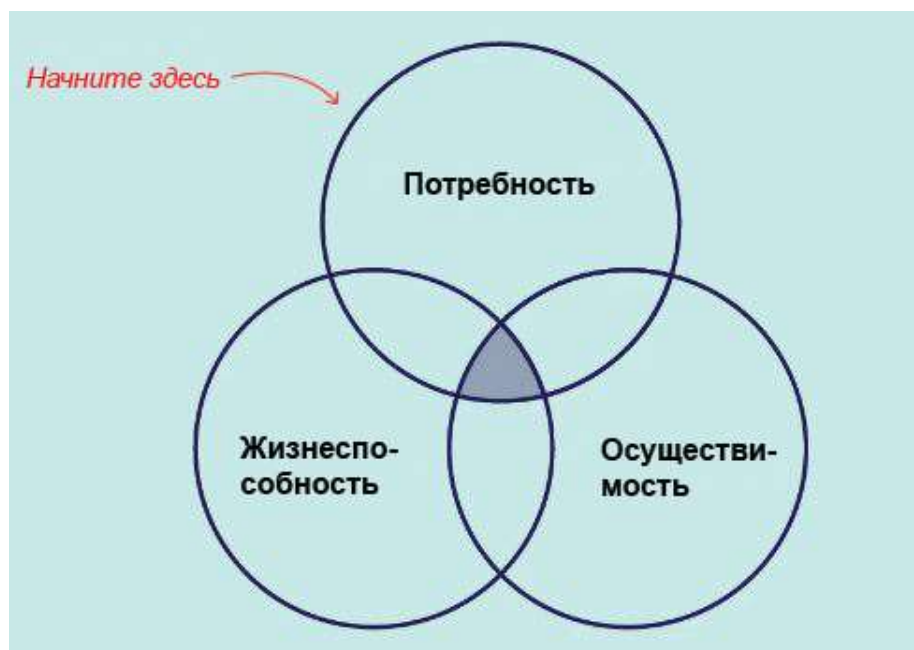 Начните здесь
Потребность
Жизнеспо-
собность
Осуществи-
мость